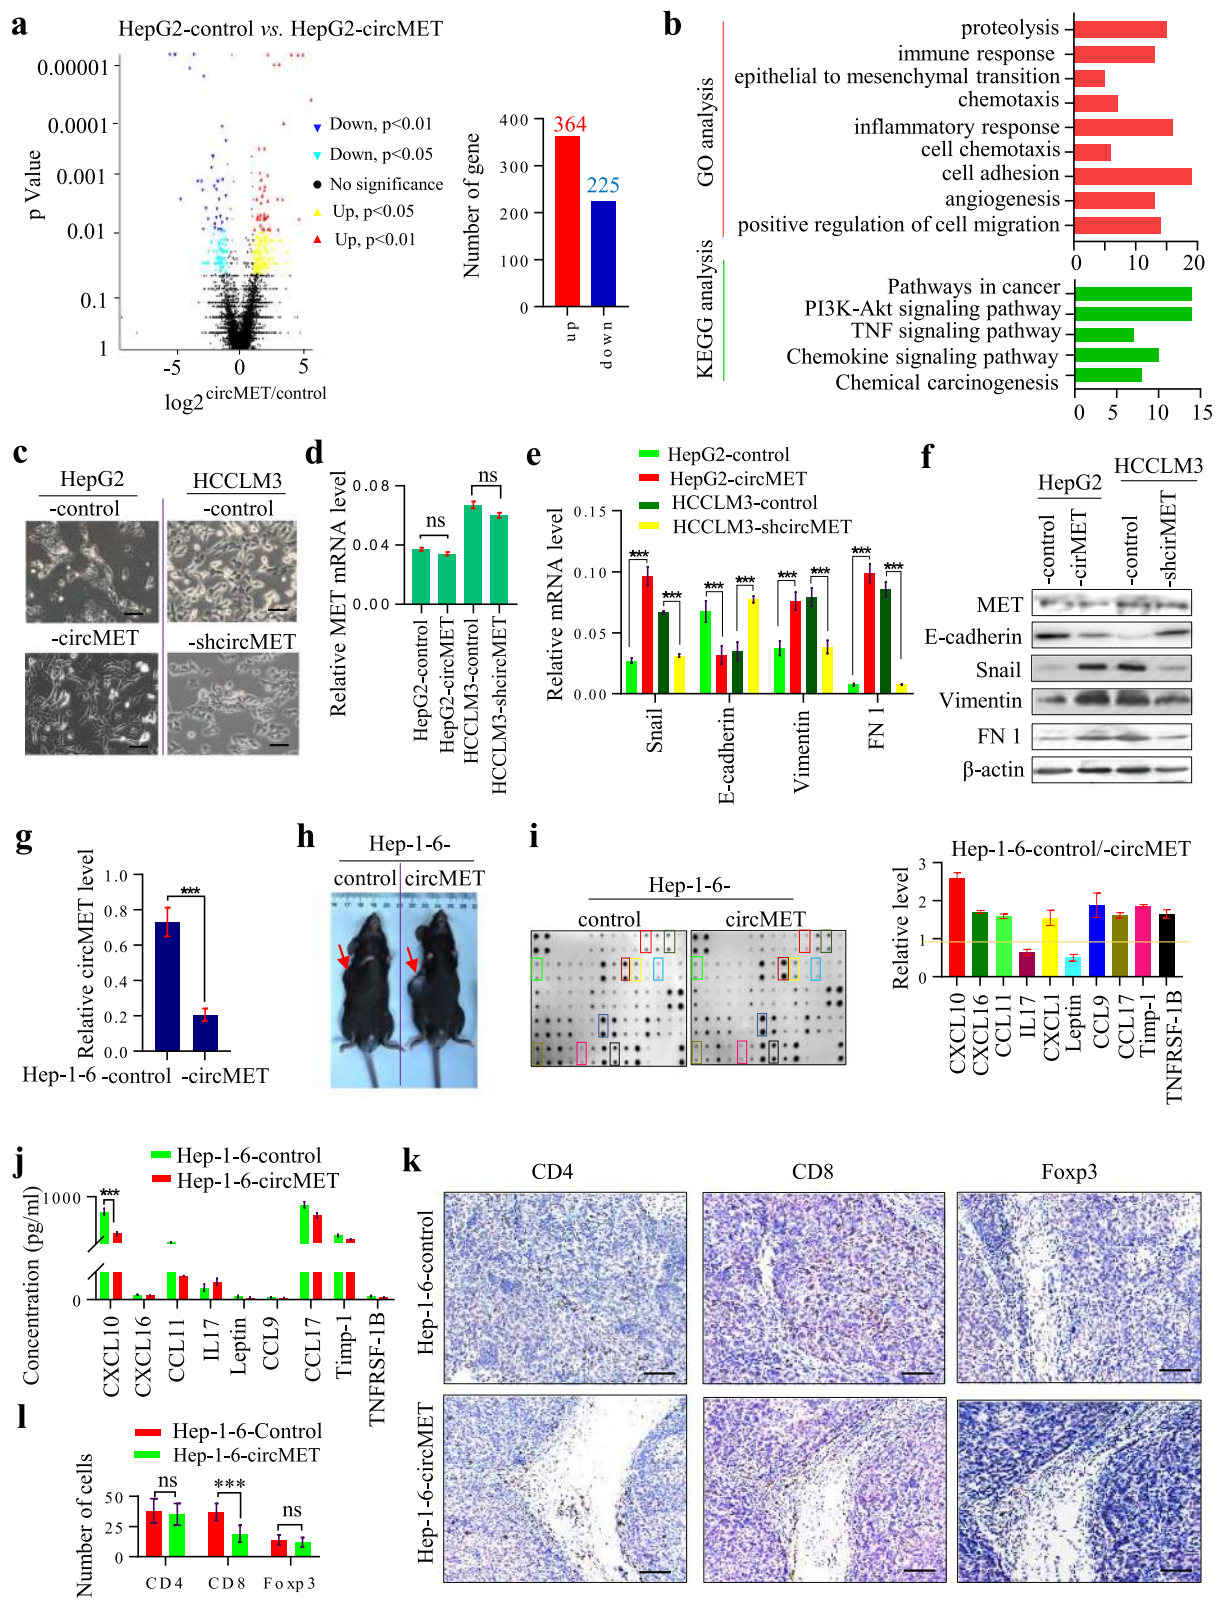 a
HepG2-control vs. HepG2-circMET
0.00001
0.0001
0.001
0.01
0.1
1
p Value
-5
0
5
log2circMET/control
Down, p<0.01
Down, p<0.05
No significance
Up, p<0.05
Up, p<0.01
400
300
200
100
0
Number of gene
364
225
up
down
b
GO analysis
proteolysis
immune response
epithelial to mesenchymal transition
chemotaxis
inflammatory response
cell chemotaxis
cell adhesion
angiogenesis
positive regulation of cell migration
0
10
20
KEGG analysis
Pathways in cancer
PI3K-Akt signaling pathway
TNF signaling pathway
Chemokine signaling pathway
Chemical carcinogenesis
0
5
10
15
c
HepG2
HCCLM3
-control
-control
-circMET
-shcircMET
d
Relative MET mRNA level
0.08
0.04
0.00
ns
ns
HepG2-control
HepG2-circMET
HCCLM3-control
HCCLM3-shcircMET
e
HepG2-control
HepG2-circMET
HCCLM3-control
HCCLM3-shcircMET
Relative mRNA level
0.15
0.10
0.05
0.00
***
***
***
***
***
***
***
***
Snail
E-cadherin
Vimentin
FN 1
f
HepG2
HCCLM3
-control
-cirMET
-control
-shcirMET
MET
E-cadherin
Snail
Vimentin
FN 1
β-actin
g
Relative circMET level
1.0
0.8
0.6
0.4
0.2
0.0
***
Hep-1-6 -control -circMET
h
Hep-1-6-
control
circMET
i
Hep-1-6-
control
circMET
Hep-1-6-control/-circMET
Relative level
3
2
1
0
CXCL10
CXCL16
CCL11
IL17
CXCL1
Leptin
CCL9
CCL17
Timp-1
TNFRSF-1B
j
Hep-1-6-control
Hep-1-6-circMET
Concentration (pg/ml)
1000
0
***
CXCL10
CXCL16
CCL11
IL17
Leptin
CCL9
CCL17
Timp-1
TNFRSF-1B
k
CD4
CD8
Foxp3
Hep-1-6-control
Hep-1-6-circMET
l
Hep-1-6-Control
Hep-1-6-circMET
Number of cells
50
25
0
ns
***
ns
CD4
CD8
Foxp3